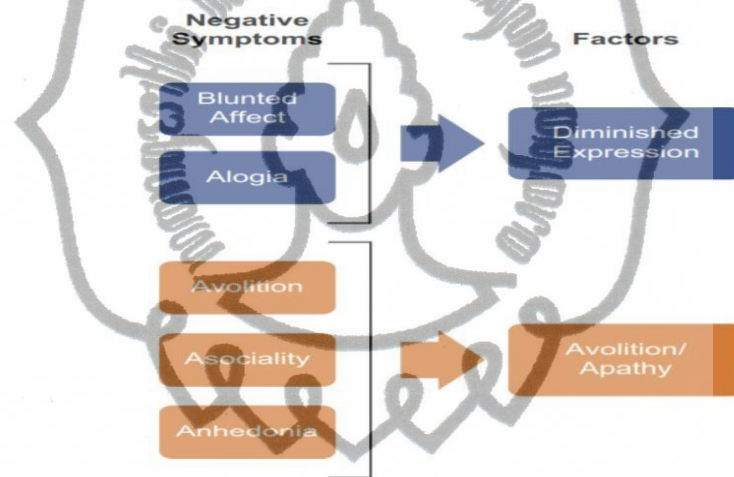 Negative
Symptoms
Factors
Blunted
Affect
Alogia
Diminished
Expression
Avolition
Asociality
Anhedonia
Avolition/
Apathy